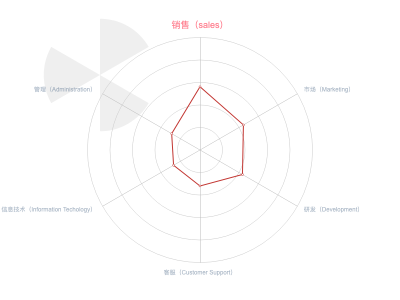 销售（sales）
管理（Administration）
市场（Marketing）
信息技术（Information Techology）
研发（Development）
客服（Customer Support）